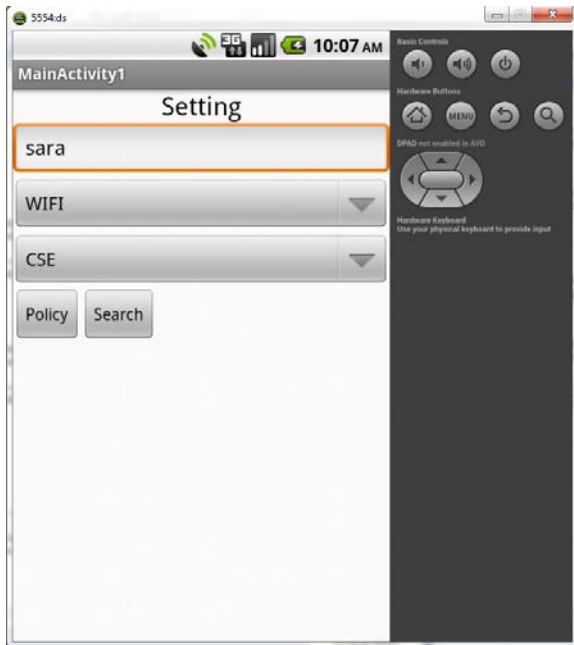 5554:ds
3G
10:07 AM
MainActivity1
Setting
sara
WIFI
CSE
Policy Search
Basic Controls
Hardware Buttons
MENU
DPAD not enabled in AVD
Hardware Keyboard
Use your physical keyboard to provide input